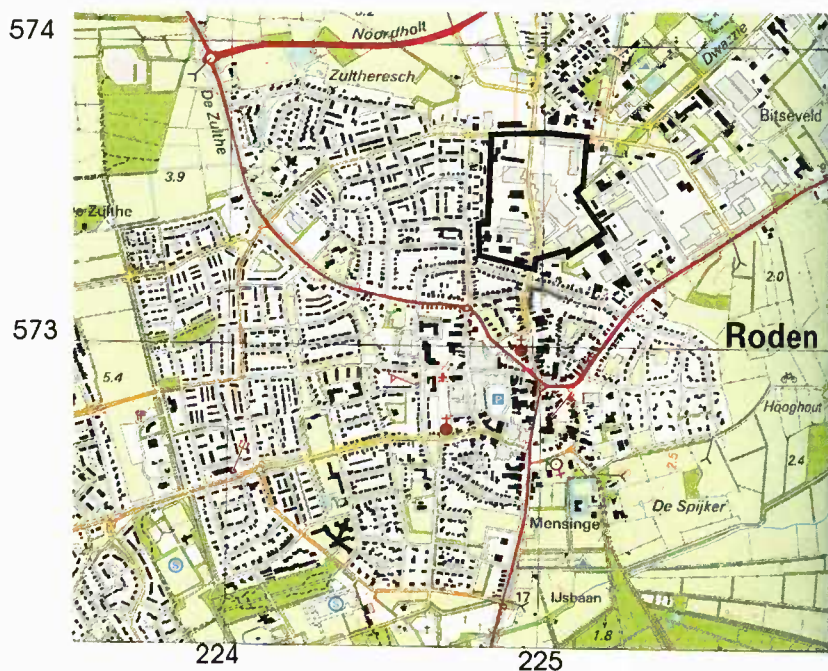 574
Noordholt
Zultheresch
Dwazzie
De Zulthe
Bitseveld
3.9
Zulthe
2.0
573
Roden
5.4
P
Hooghout
2.5
2.4
De Spijker
Mensinge
S
S
17
IJsbaan
1.8
224
225